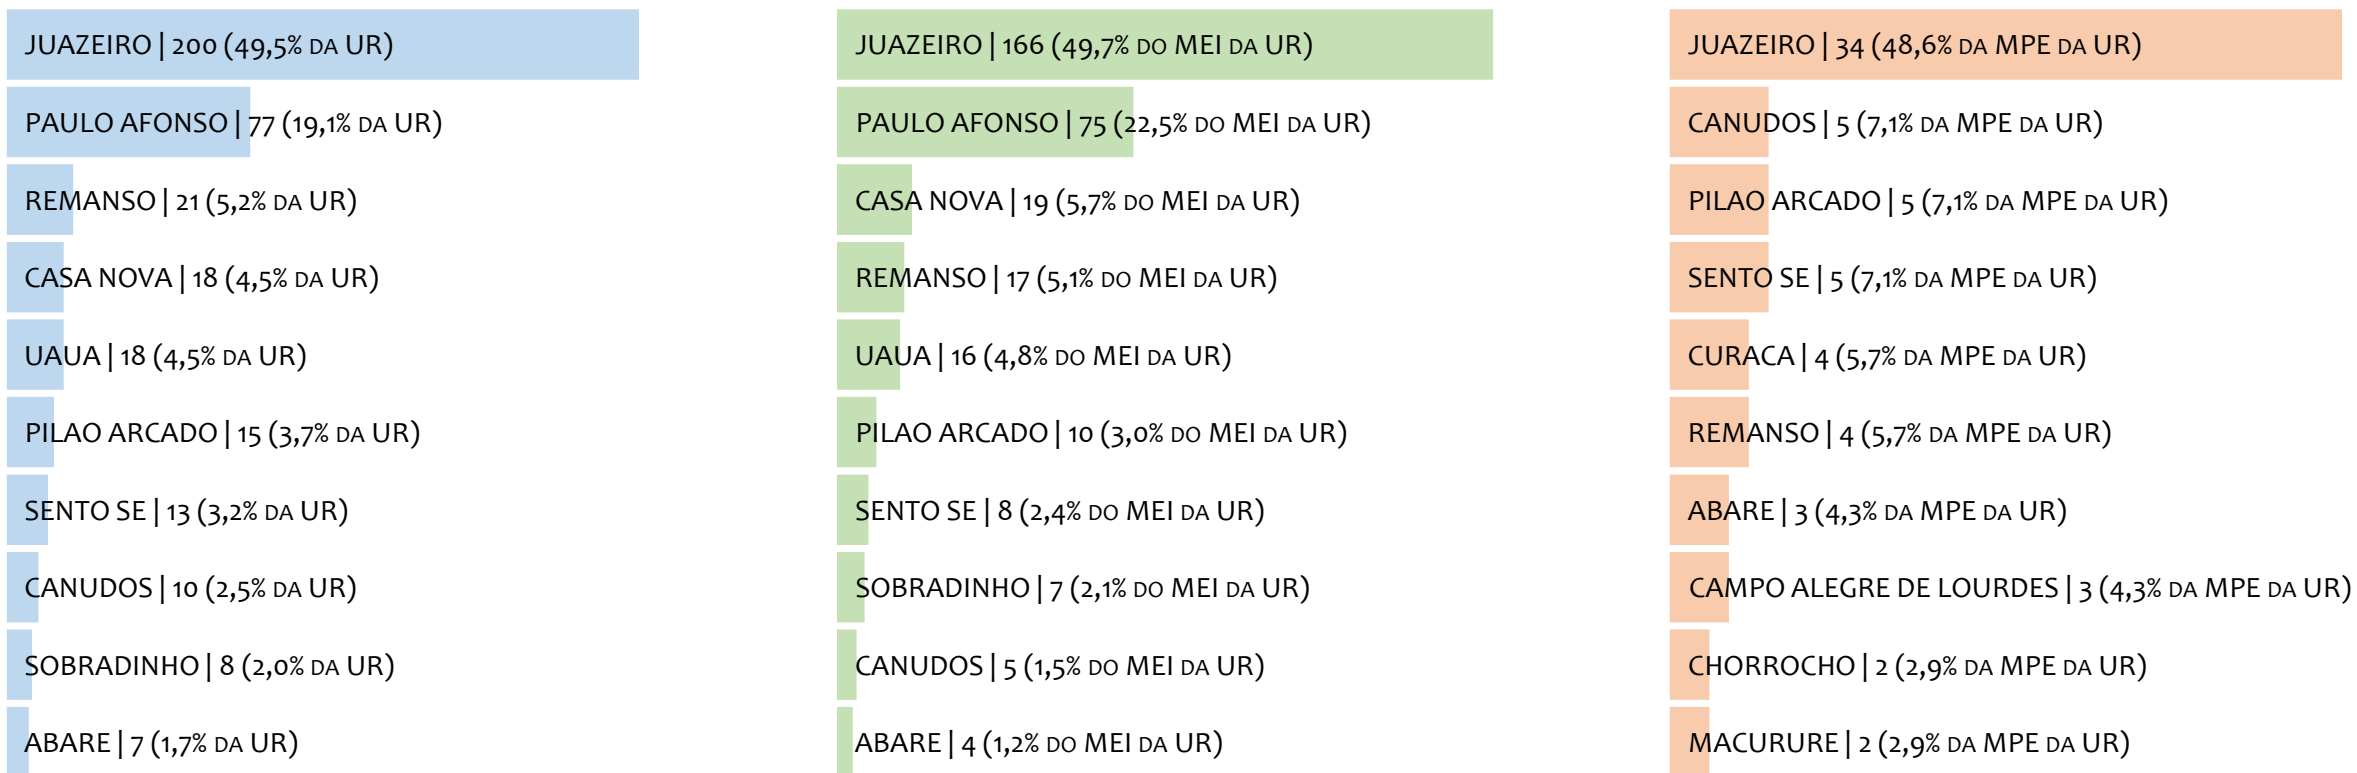 JUAZEIRO | 200 (49,5% DA UR)
PAULO AFONSO | 77 (19,1% DA UR)
REMANSO | 21 (5,2% DA UR)
CASA NOVA | 18 (4,5% DA UR)
UAUA | 18 (4,5% DA UR)
PILAO ARCADO | 15 (3,7% DA UR)
SENTO SE | 13 (3,2% DA UR)
CANUDOS | 10 (2,5% DA UR)
SOBRADINHO | 8 (2,0% DA UR)
ABARE | 7 (1,7% DA UR)
JUAZEIRO | 166 (49,7% DO MEI DA UR)
PAULO AFONSO | 75 (22,5% DO MEI DA UR)
CASA NOVA | 19 (5,7% DO MEI DA UR)
REMANSO | 17 (5,1% DO MEI DA UR)
UAUA | 16 (4,8% DO MEI DA UR)
PILAO ARCADO | 10 (3,0% DO MEI DA UR)
SENTO SE | 8 (2,4% DO MEI DA UR)
SOBRADINHO | 7 (2,1% DO MEI DA UR)
CANUDOS | 5 (1,5% DO MEI DA UR)
ABARE | 4 (1,2% DO MEI DA UR)
JUAZEIRO | 34 (48,6% DA MPE DA UR)
CANUDOS | 5 (7,1% DA MPE DA UR)
PILAO ARCADO | 5 (7,1% DA MPE DA UR)
SENTO SE | 5 (7,1% DA MPE DA UR)
CURACA | 4 (5,7% DA MPE DA UR)
REMANSO | 4 (5,7% DA MPE DA UR)
ABARE | 3 (4,3% DA MPE DA UR)
CAMPO ALEGRE DE LOURDES | 3 (4,3% DA MPE DA UR)
CHORROCHO | 2 (2,9% DA MPE DA UR)
MACURURE | 2 (2,9% DA MPE DA UR)